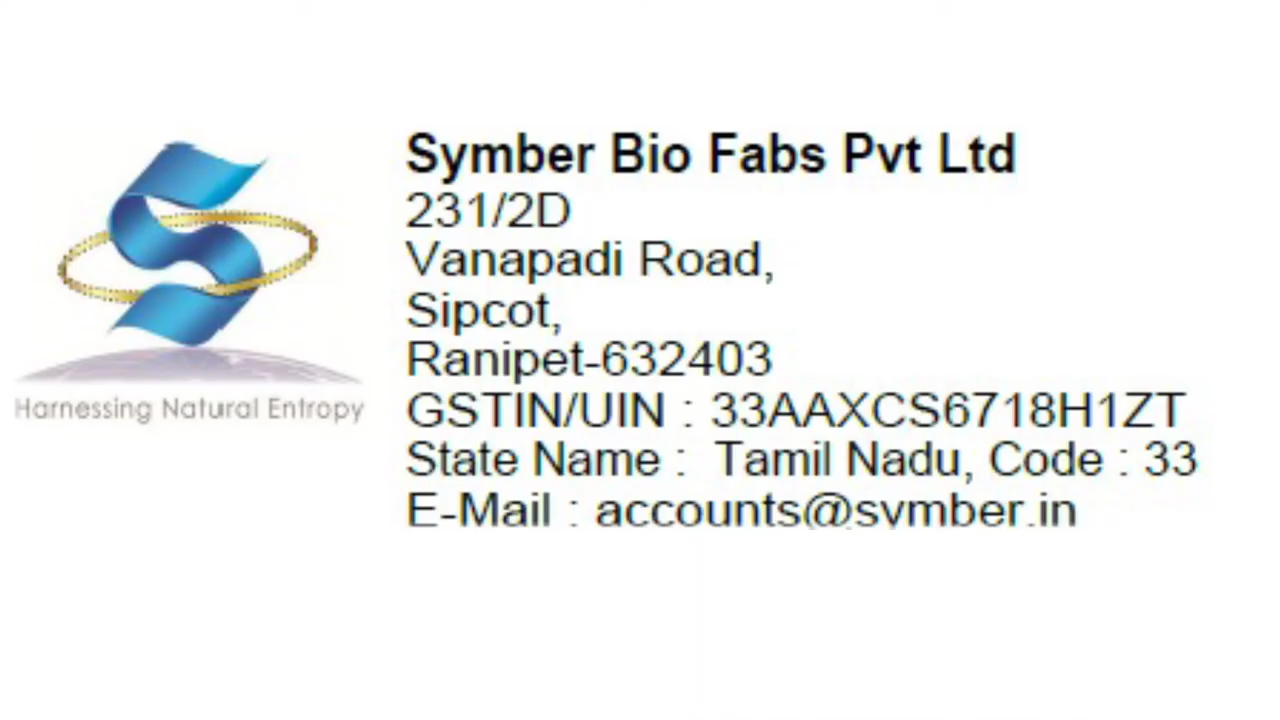 Symber Bio Fabs Pvt Ltd
231/2D
Vanapadi Road,
Sipcot,
Ranipet-632403
GSTIN/UIN : 33AAXCS6718H1ZT
State Name : Tamil Nadu, Code : 33
E-Mail : accounts@symber.in
Harnessing Natural Entropy